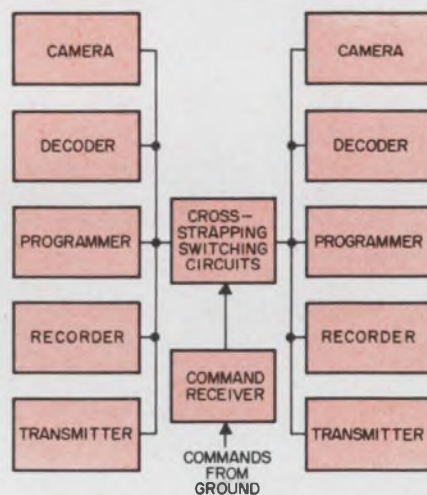 CAMERA
DECODER
PROGRAMMER
RECORDER
TRANSMITTER
CROSS-
STRAPPING
SWITCHING
CIRCUITS
COMMAND
RECEIVER
COMMANDS
FROM
GROUND
CAMERA
DECODER
PROGRAMMER
RECORDER
TRANSMITTER